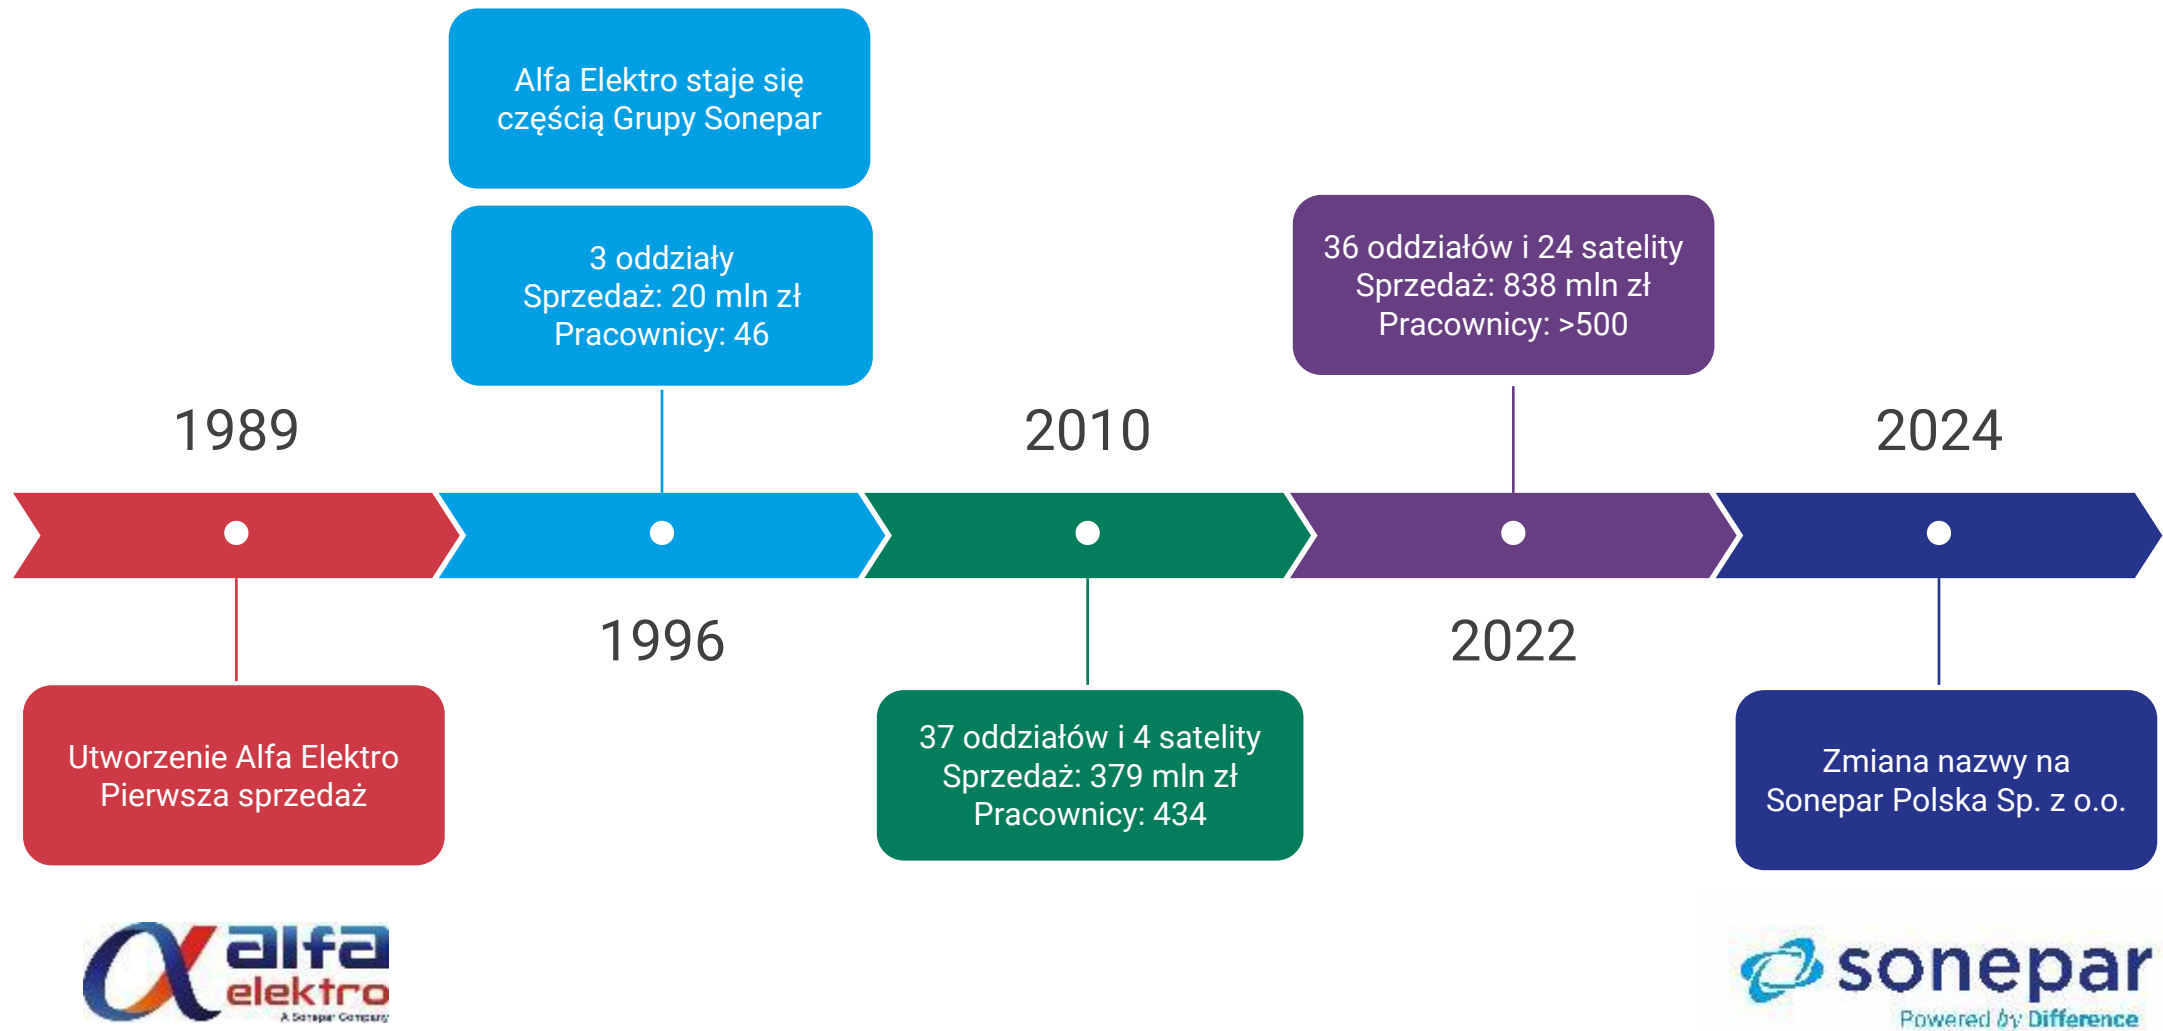 Alfa Elektro staje się
częścią Grupy Sonepar
3 oddziały
Sprzedaż: 20 mln zł
Pracownicy: 46
36 oddziałów i 24 satelity
Sprzedaż: 838 mln zł
Pracownicy: >500
1989
2010
2024
1996
2022
Utworzenie Alfa Elektro
Pierwsza sprzedaż
37 oddziałów i 4 satelity
Sprzedaż: 379 mln zł
Pracownicy: 434
Zmiana nazwy na
Sonepar Polska Sp. z o.o.
alfa
elektro
A Sonepar Company
sonepar
Powered by Difference